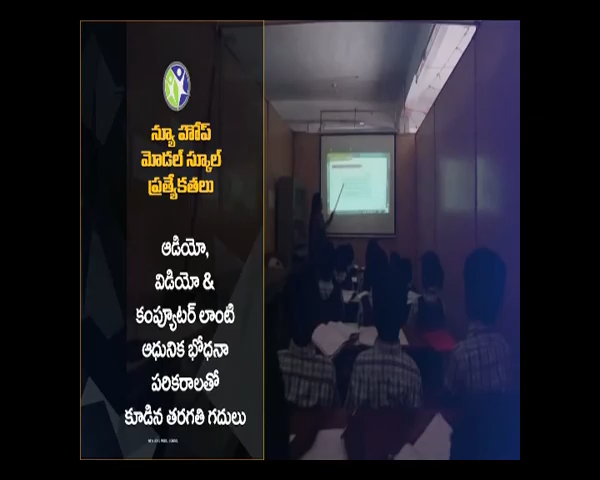 న్యూ హోప్
మోడల్ స్కూల్
ప్రత్యేకతలు
ఆడియో,
విడియో &
కంప్యూటర్ లాంటి
ఆధునిక భోధనా
పరికరాలతో
కూడిన తరగతి గదులు